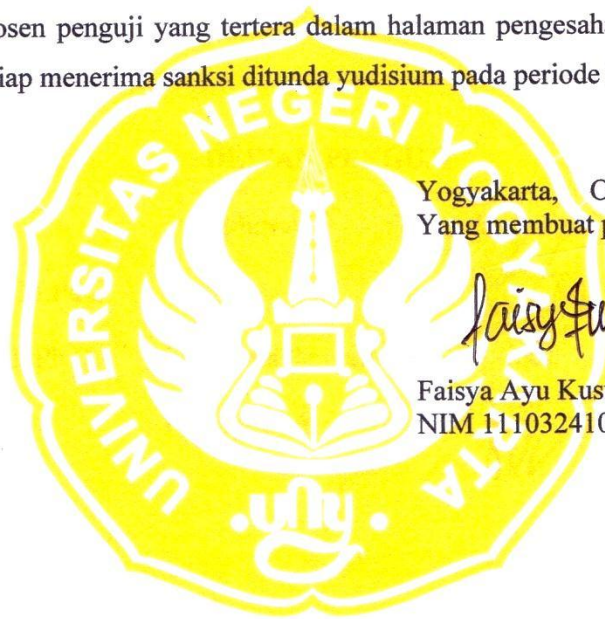 osen penguji yang tertera dalam halaman pengesah
iap menerima sanksi ditunda yudisium pada periode
Yogyakarta, O
Yang membuat p
Faisya Ayu Kus
NIM 111032410
UNIVERSITAS NEGERI YOGYAKARTA
uny